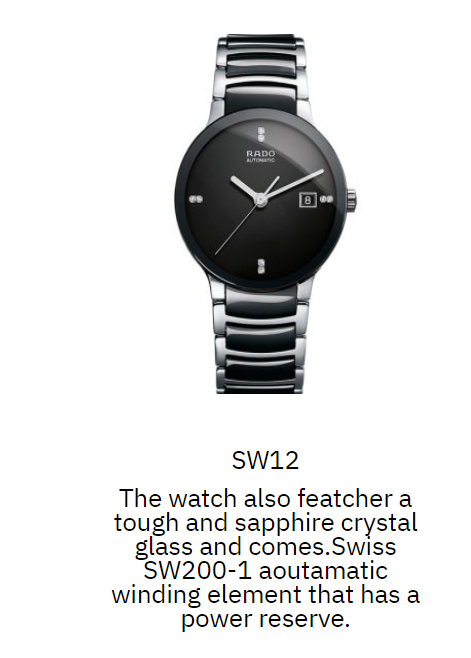 RADO
AUTOMATIC
8
SW12
The watch also featcher a
tough and sapphire crystal
glass and comes.Swiss
SW200-1 aoutamatic
winding element that has a
power reserve.